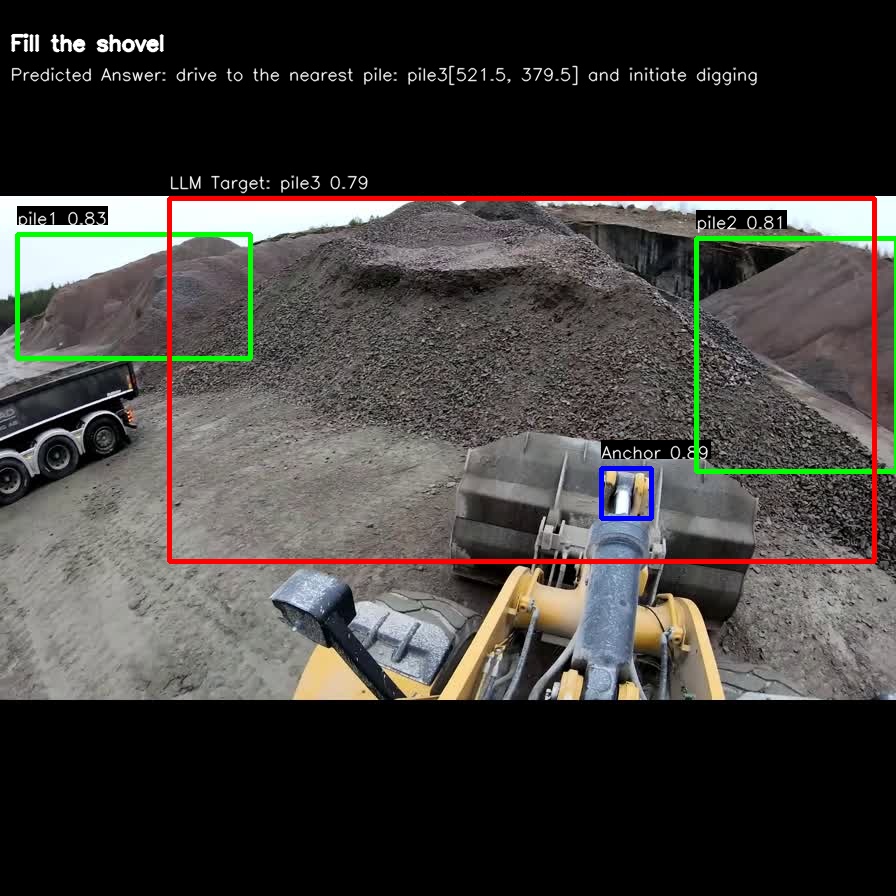 Fill the shovel
Predicted Answer: drive to the nearest pile: pile3[521.5, 379.5] and initiate digging
LLM Target: pile3 0.79
pile1 0.83
pile2 0.81
Anchor 0.89